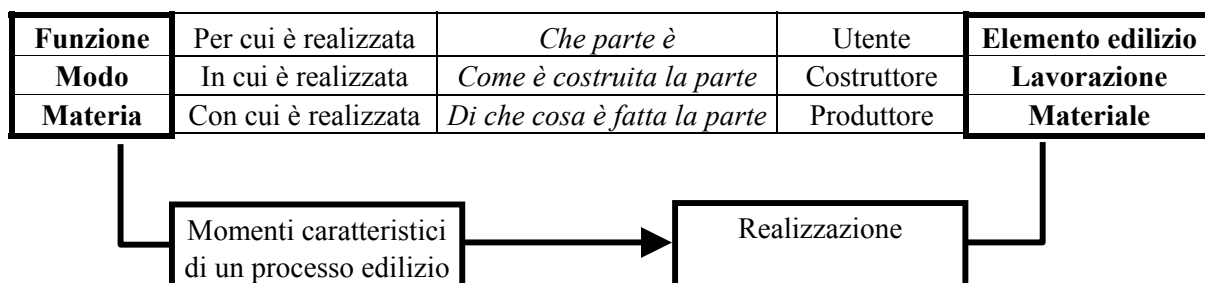 Funzione Per cui è realizzata Che parte è Utente Elemento edilizio
Modo In cui è realizzata Come è costruita la parte Costruttore Lavorazione
Materia Con cui è realizzata Di che cosa è fatta la parte Produttore Materiale
Momenti caratteristici
di un processo edilizio
Realizzazione